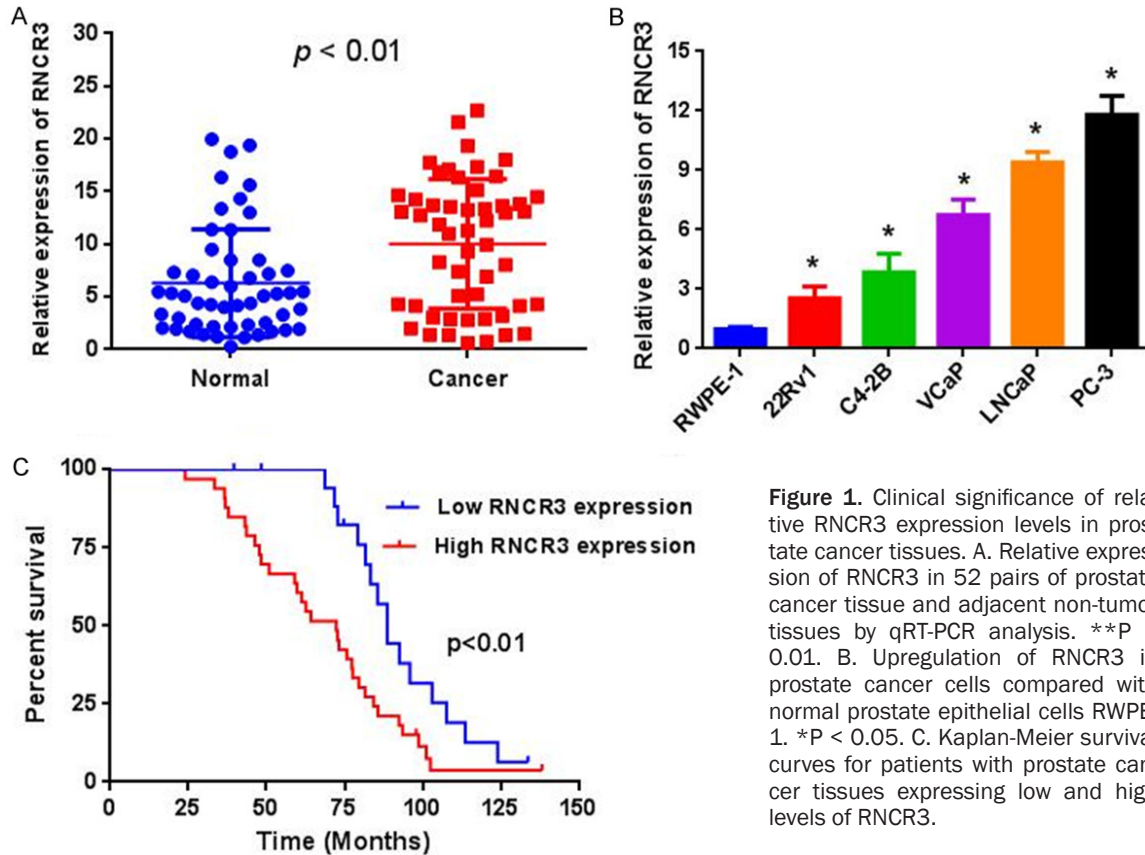 A
Relative expression of RNCR3
30
25
20
15
10
5
0
p < 0.01
Normal
Cancer
B
Relative expression of RNCR3
15
12
9
6
3
0
*
*
*
*
*
RWPE-1
22Rv1
C4-2B
VCaP
LNCaP
PC-3
C
Percent survival
100
75
50
25
0
Low RNCR3 expression
High RNCR3 expression
p<0.01
0
25
50
75
100
125
150
Time (Months)
Figure 1. Clinical significance of rela
tive RNCR3 expression levels in pros
tate cancer tissues. A. Relative expres
sion of RNCR3 in 52 pairs of prostat
cancer tissue and adjacent non-tumo
tissues by qRT-PCR analysis. **P
0.01. B. Upregulation of RNCR3 i
prostate cancer cells compared wit
normal prostate epithelial cells RWPE
1. *P < 0.05. C. Kaplan-Meier surviva
curves for patients with prostate can
cer tissues expressing low and hig
levels of RNCR3.